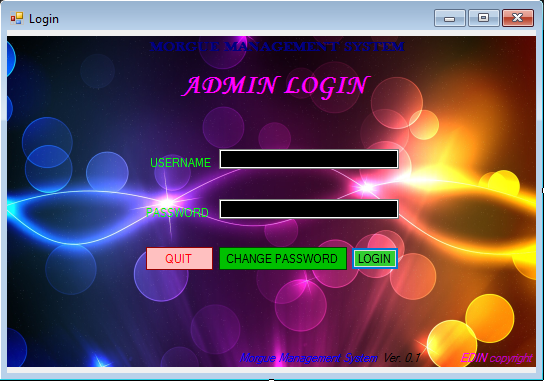 Login
MORGUE MANAGEMENT SYSTEM
ADMIN LOGIN
USERNAME
PASSWORD
QUIT CHANGE PASSWORD LOGIN
Morgue Management System Ver. 0.1 EDIN copyright